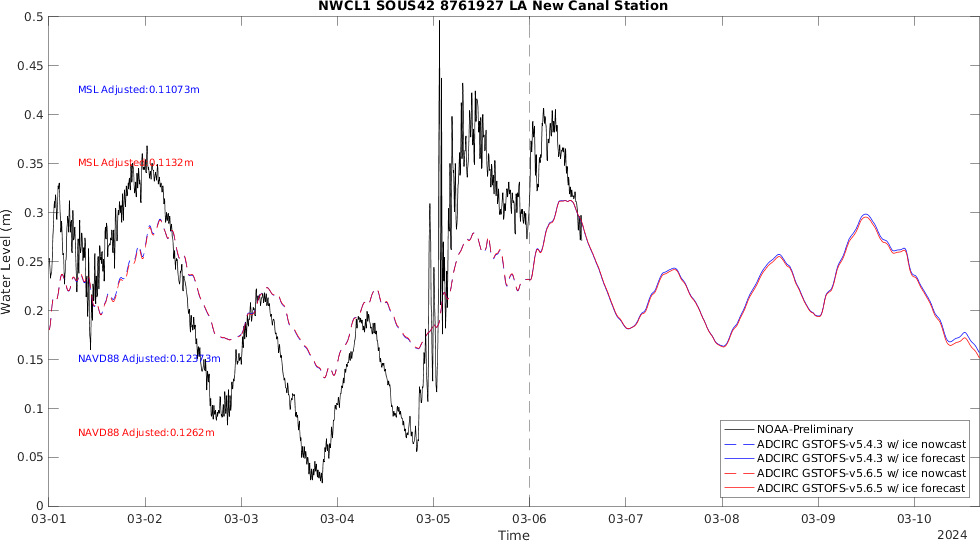 NWCL1 SOUS42 8761927 LA New Canal Station
Water Level (m)
0.5
0.45
0.4
0.35
0.3
0.25
0.2
0.15
0.1
0.05
0
MSL Adjusted:0.11073m
MSL Adjusted:0.1132m
NAVD88 Adjusted:0.12373m
NAVD88 Adjusted:0.1262m
NOAA-Preliminary
ADCIRC GSTOFS-v5.4.3 w/ ice nowcast
ADCIRC GSTOFS-v5.4.3 w/ ice forecast
ADCIRC GSTOFS-v5.6.5 w/ ice nowcast
ADCIRC GSTOFS-v5.6.5 w/ ice forecast
03-01 03-02 03-03 03-04 03-05 03-06 03-07 03-08 03-09 03-10
Time
2024